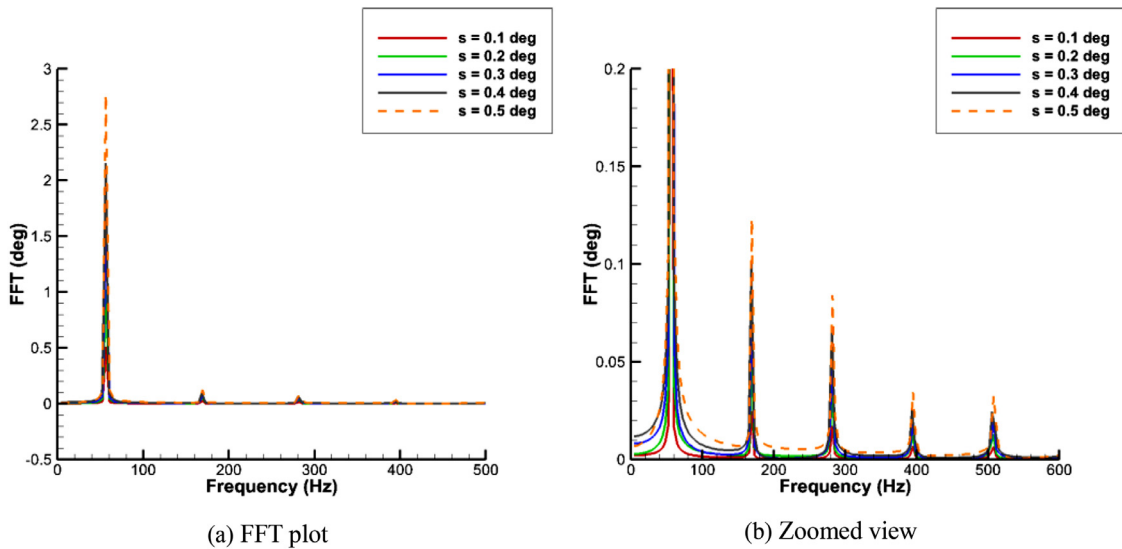 s = 0.1 deg
s = 0.2 deg
s = 0.3 deg
s = 0.4 deg
s = 0.5 deg
3
2.5
2
1.5
1
0.5
0
-0.5
FFT (deg)
0 100 200 300 400 500
Frequency (Hz)
(a) FFT plot
s = 0.1 deg
s = 0.2 deg
s = 0.3 deg
s = 0.4 deg
s = 0.5 deg
0.2
0.15
0.1
0.05
0
FFT (deg)
0 100 200 300 400 500 600
Frequency (Hz)
(b) Zoomed view